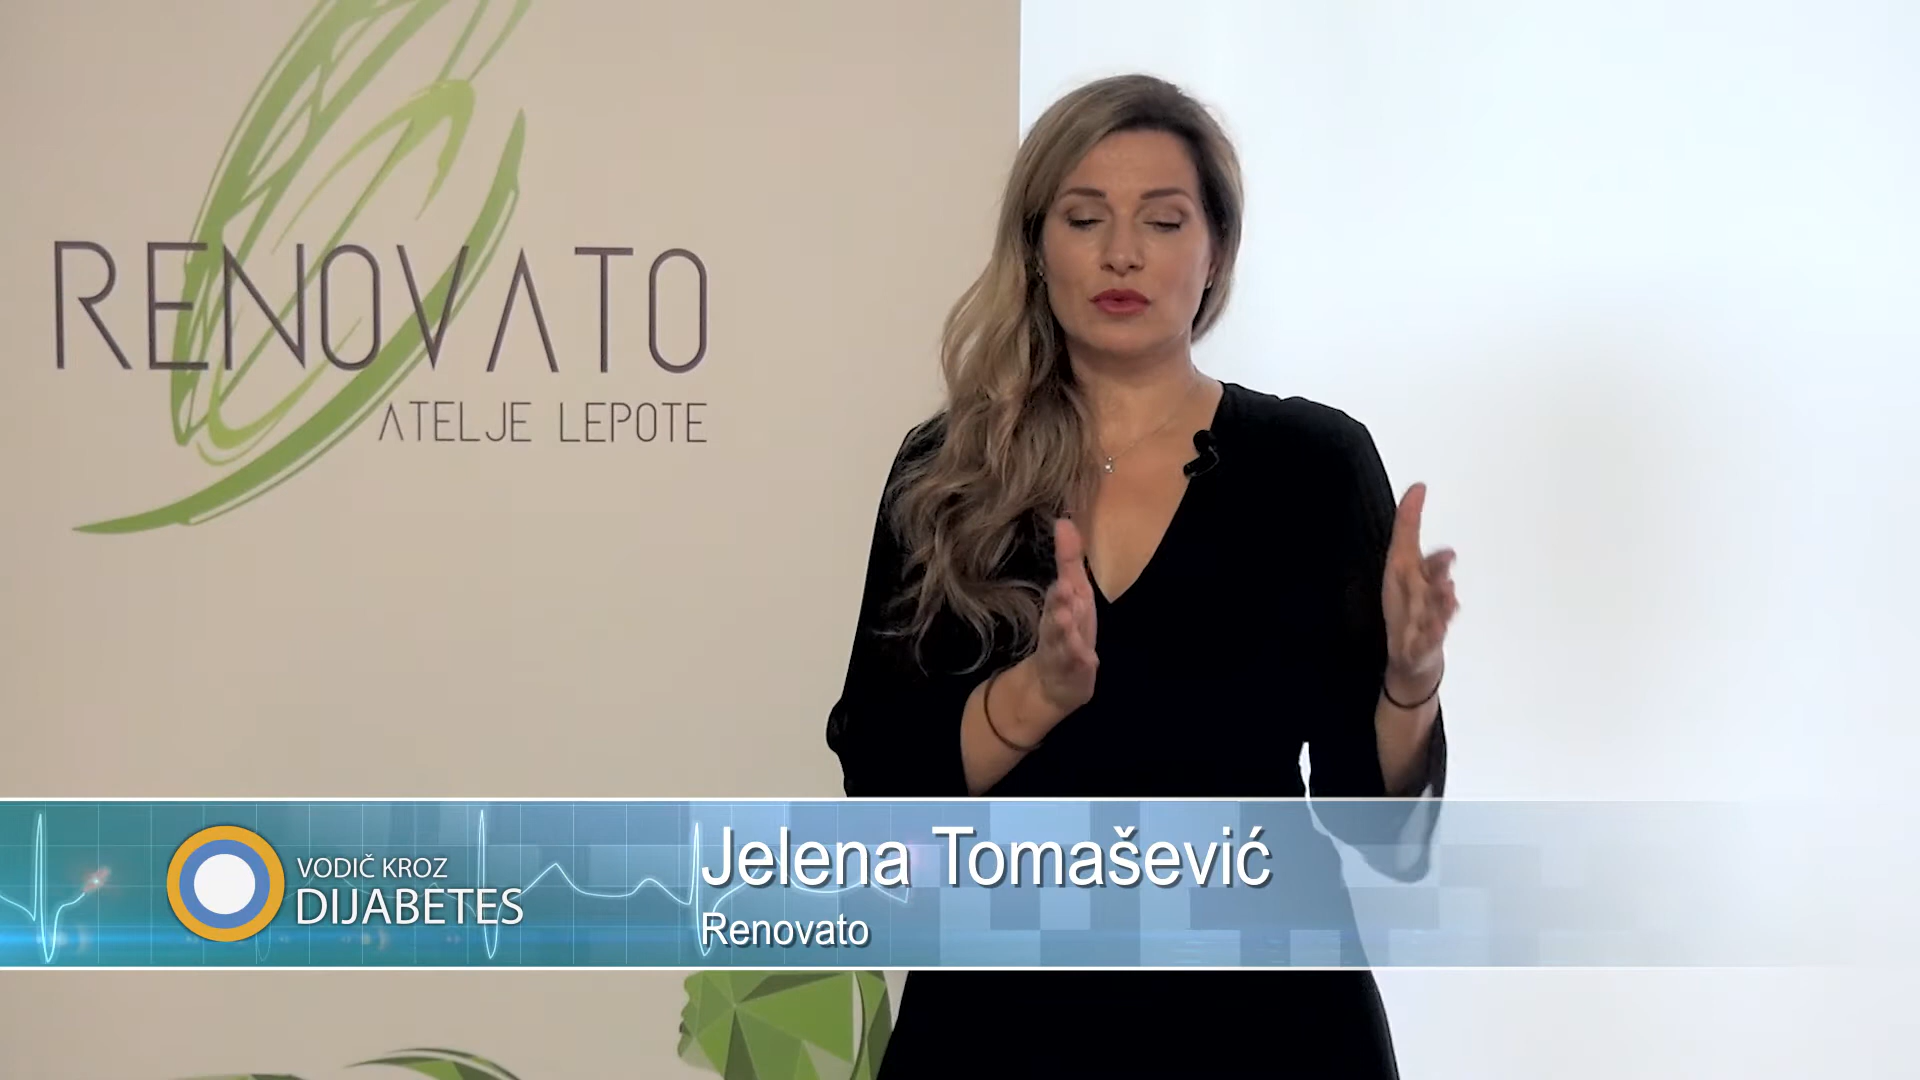 RENOVATO
ATELJE LEPOTE
VODIČ KROZ
DIJABETES
Jelena Tomašević
Renovato